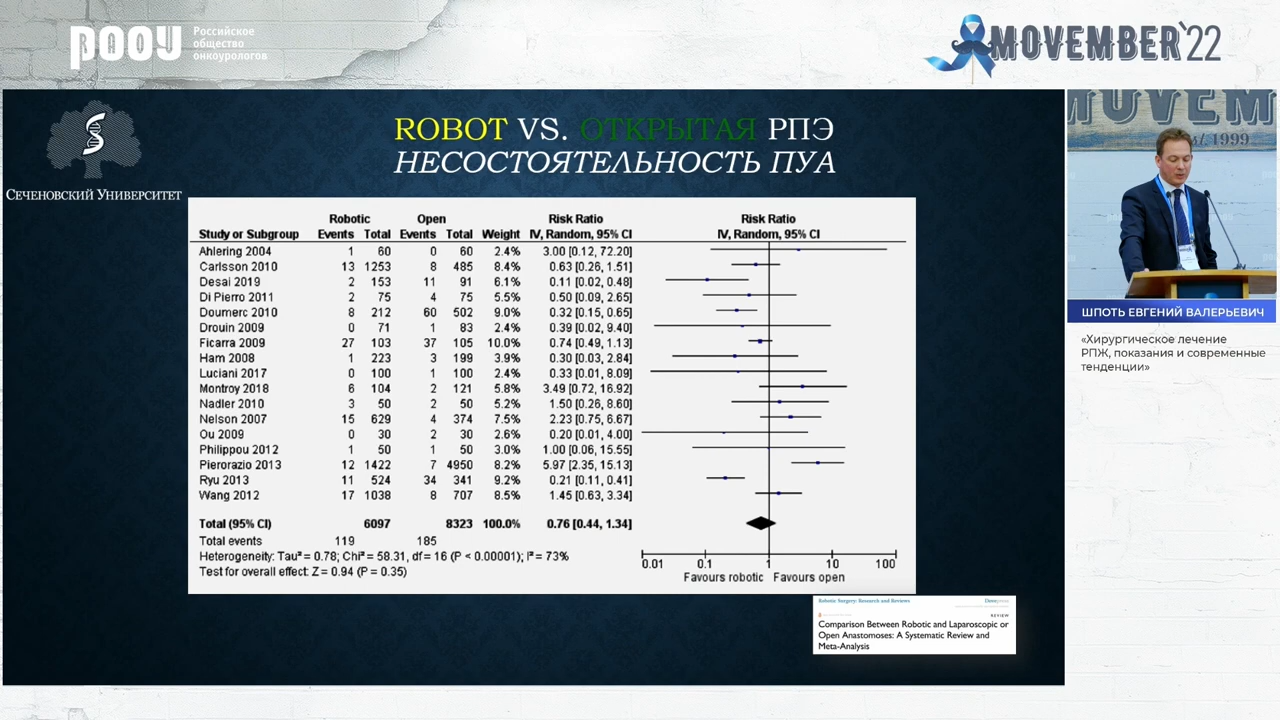 РООУ
Российское
общество
онкоурологов
MOVEMBER'22
Сеченовский Университет
ROBOT VS. ОТКРЫТАЯ РПЭ
НЕСОСТОЯТЕЛЬНОСТЬ ПУА
Robotic Open Risk Ratio Risk Ratio
Study or Subgroup Events Total Events Total Weight IV, Random, 95% CI IV, Random, 95% CI
Ahlering 2004 1 60 0 60 2.4% 3.00 [0.12, 72.20]
Carlsson 2010 13 1253 8 485 8.4% 0.63 [0.26, 1.51]
Desai 2019 2 153 11 91 6.1% 0.11 [0.02, 0.48]
Di Pierro 2011 2 75 4 75 5.5% 0.50 [0.09, 2.65]
Doumerc 2010 8 212 60 502 9.0% 0.32 [0.15, 0.65]
Drouin 2009 0 71 1 83 2.4% 0.39 [0.02, 9.40]
Ficarra 2009 27 103 37 105 10.0% 0.74 [0.49, 1.13]
Ham 2008 1 223 3 199 3.9% 0.30 [0.03, 2.84]
Luciani 2017 0 100 1 100 2.4% 0.33 [0.01, 8.09]
Montroy 2018 6 104 2 121 5.8% 3.49 [0.72, 16.92]
Nadler 2010 3 50 2 50 5.2% 1.50 [0.26, 8.60]
Nelson 2007 15 629 4 374 7.5% 2.23 [0.75, 6.67]
Ou 2009 0 30 2 30 2.6% 0.20 [0.01, 4.00]
Philippou 2012 1 50 1 50 3.0% 1.00 [0.06, 15.55]
Pierorazio 2013 12 1422 7 4950 8.2% 5.97 [2.35, 15.13]
Ryu 2013 11 524 34 341 9.2% 0.21 [0.11, 0.41]
Wang 2012 17 1038 8 707 8.5% 1.45 [0.63, 3.34]
Total (95% CI) 6097 8323 100.0% 0.76 [0.44, 1.34]
Total events 119 185
Heterogeneity: Tau² = 0.78; Chi² = 58.31, df = 16 (P < 0.00001); I² = 73%
Test for overall effect: Z = 0.94 (P = 0.35)
0.01 0.1 1 10 100
Favours robotic Favours open
Robotic Surgery: Research and Reviews
REVIEW
Comparison Between Robotic and Laparoscopic or
Open Anastomoses: A Systematic Review and
Meta-Analysis
MOVEM
st. 1999
ШПОТЬ ЕВГЕНИЙ ВАЛЕРЬЕВИЧ
«Хирургическое лечение
РПЖ, показания и современные
тенденции»